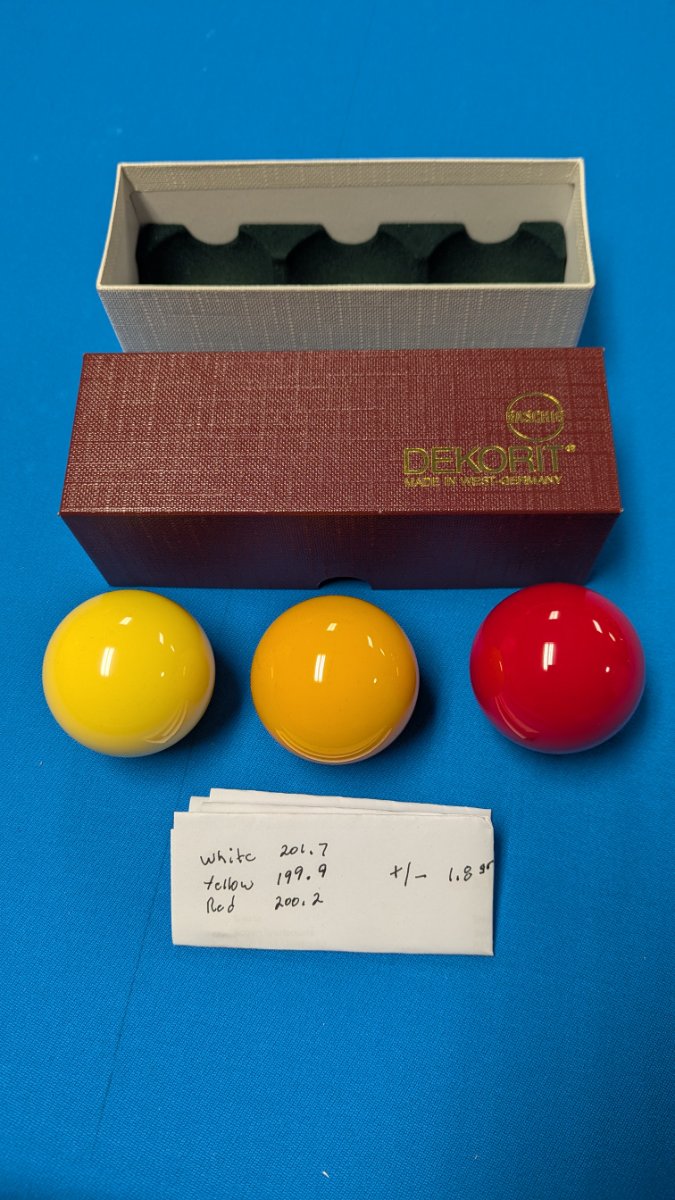 RASCHIG
DEKORIT®
MADE IN WEST-GERMANY
white 201.7
Yellow 199.9
Red 200.2
+/- 1.8 gr